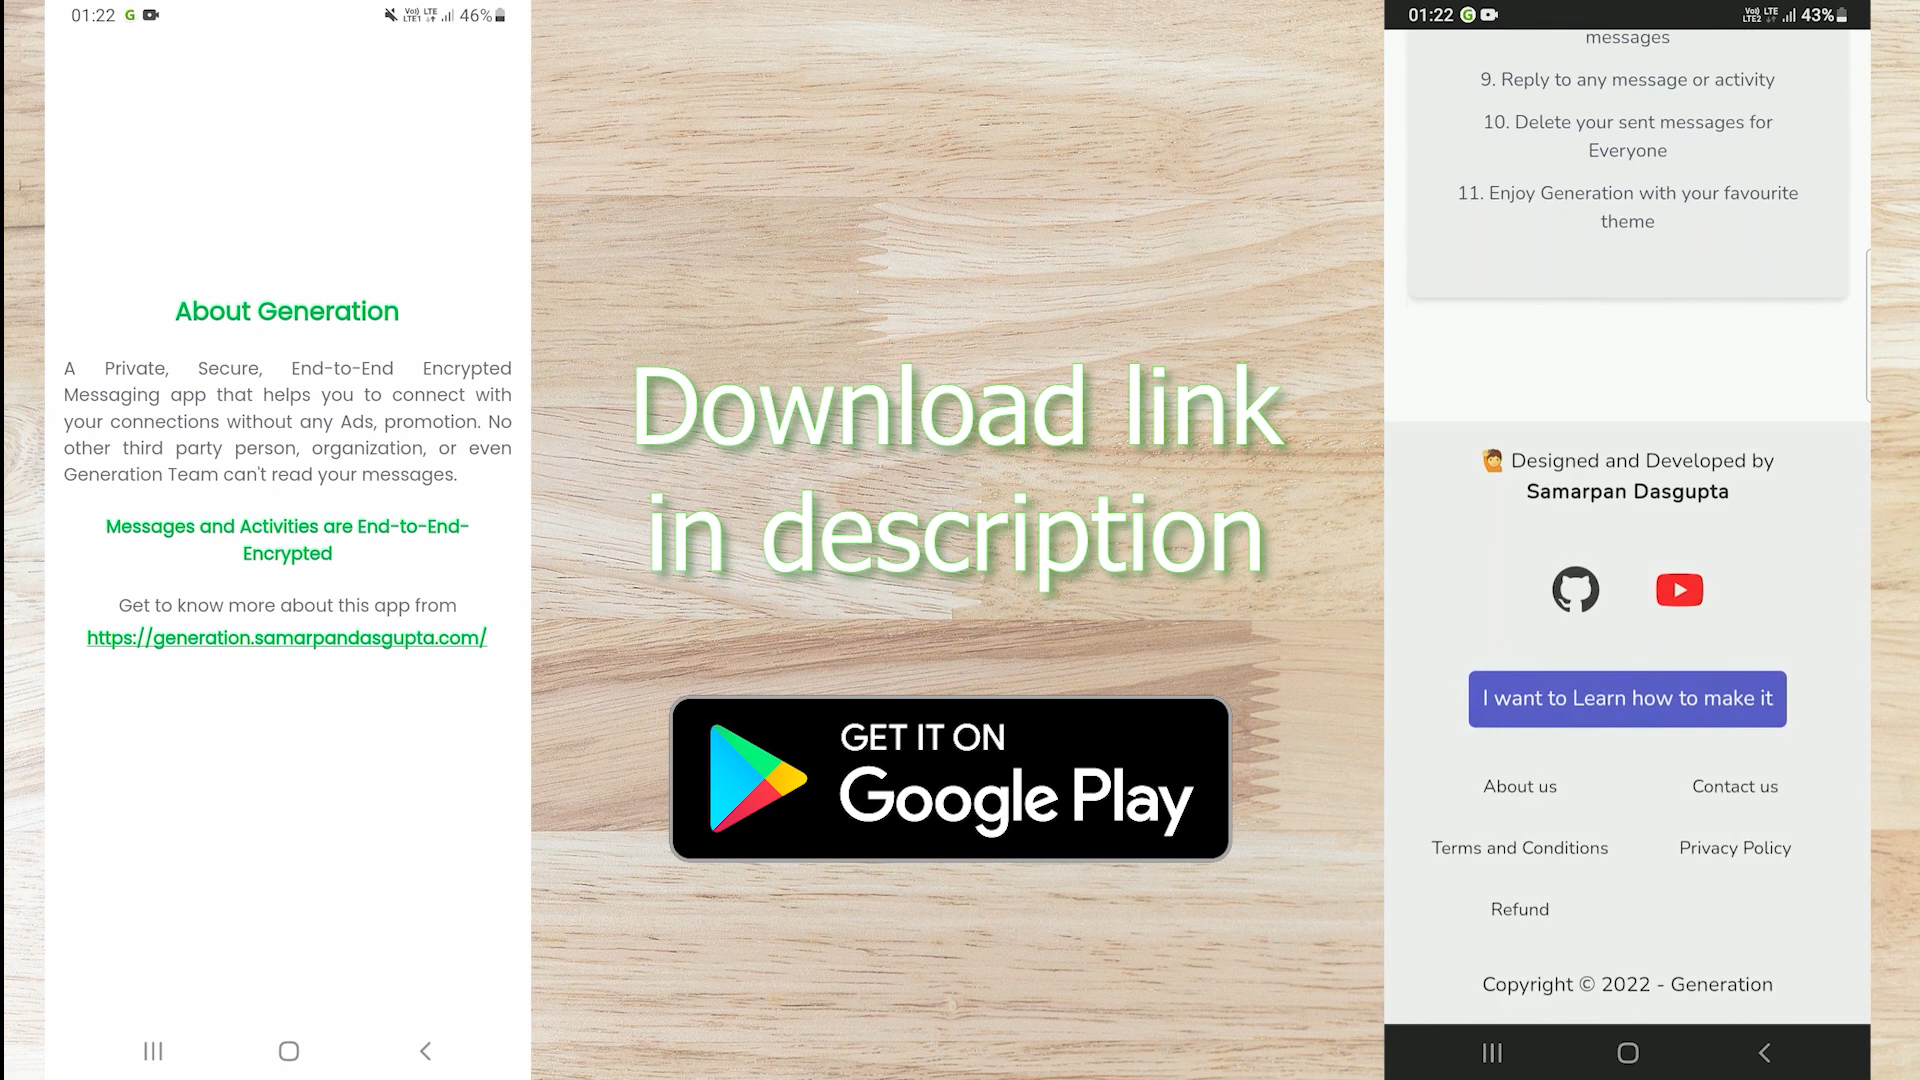 01:22 G
Vo) LTE
LTE1 46%
About Generation
A Private, Secure, End-to-End Encrypted
Messaging app that helps you to connect with
your connections without any Ads, promotion. No
other third party person, organization, or even
Generation Team can't read your messages.
Messages and Activities are End-to-End-
Encrypted
Get to know more about this app from
https://generation.samarpandasgupta.com/
Download link
in description
GET IT ON
Google Play
01:22 G
Vo) LTE
LTE2 43%
messages
9. Reply to any message or activity
10. Delete your sent messages for
Everyone
11. Enjoy Generation with your favourite
theme
🙋 Designed and Developed by
Samarpan Dasgupta
I want to Learn how to make it
About us Contact us
Terms and Conditions Privacy Policy
Refund
Copyright © 2022 - Generation